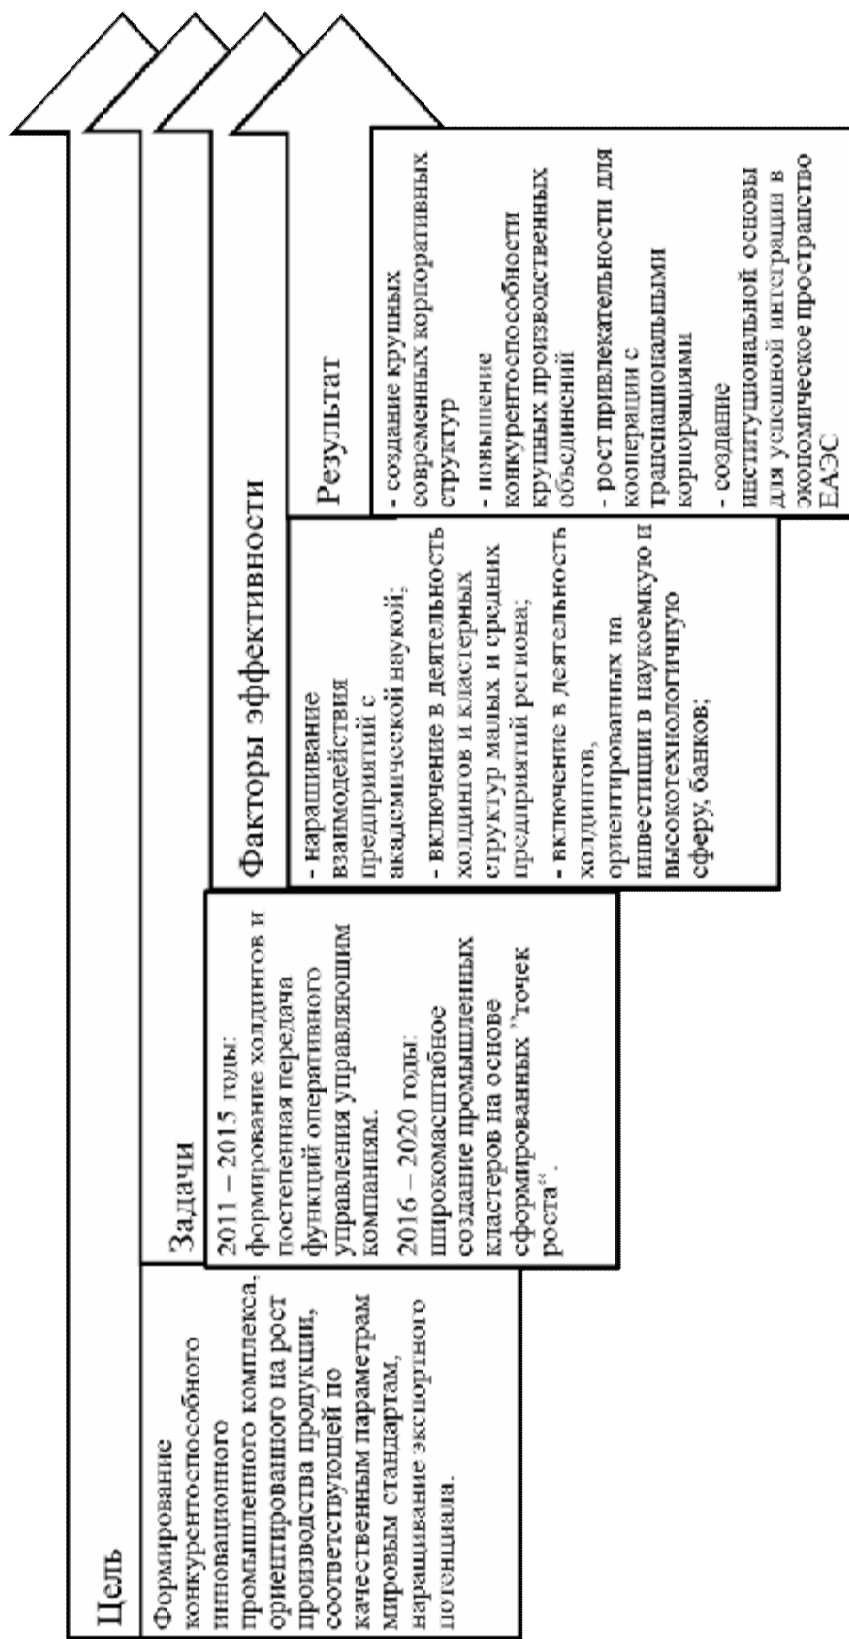 Цель
Формирование
конкурентоспособного
инновационного
промышленного комплекса,
ориентированного на рост
производства продукции,
соответствующей по
качественным параметрам
мировым стандартам,
наращивание экспортного
потенциала.
Задачи
2011 – 2015 годы:
формирование холдингов и
постепенная передача
функций оперативного
управления управляющим
компаниям.
2016 – 2020 годы:
широкомасштабное
создание промышленных
кластеров на основе
сформированных "точек
роста".
Факторы эффективности
- наращивание
взаимодействия
предприятий с
академической наукой;
- включение в деятельность
холдингов и кластерных
структур малых и средних
предприятий региона;
- включение в деятельность
холдингов,
ориентированных на
инвестиции в наукоемкую и
высокотехнологичную
сферу, банков;
Результат
- создание крупных
современных корпоративных
структур
- повышение
конкурентоспособности
крупных производственных
объединений
- рост привлекательности для
кооперации с
транснациональными
корпорациями
- создание
институциональной основы
для успешной интеграции в
экономическое пространство
ЕАЭС